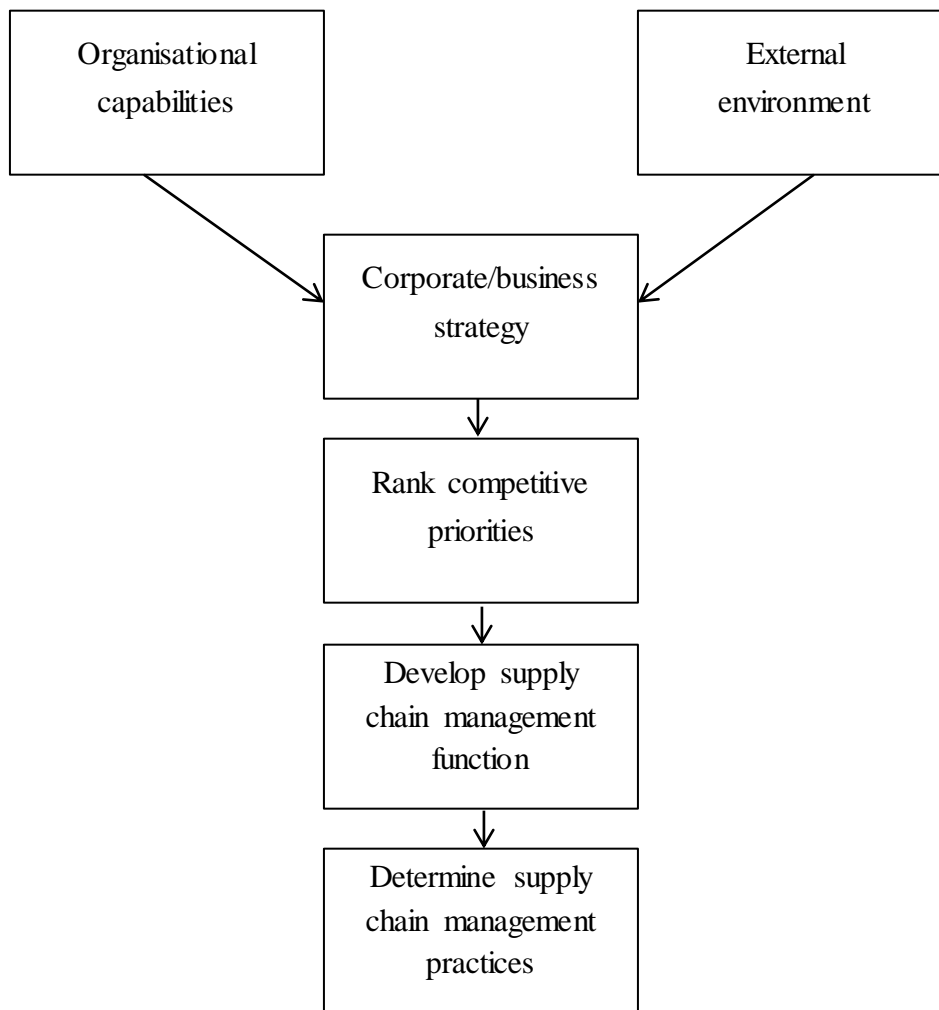 Organisational
capabilities
External
environment
Corporate/business
strategy
Rank competitive
priorities
Develop supply
chain management
function
Determine supply
chain management
practices